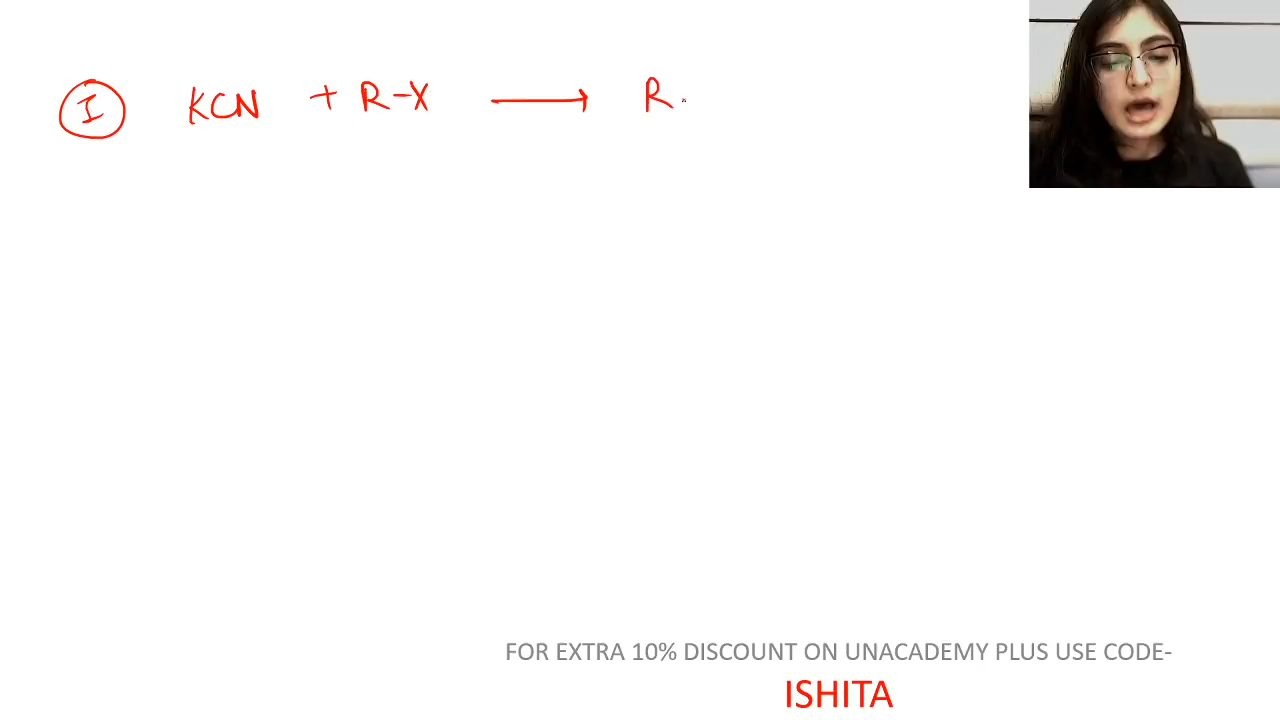 I KCN + R-X ⟶ R
FOR EXTRA 10% DISCOUNT ON UNACADEMY PLUS USE CODE-
ISHITA